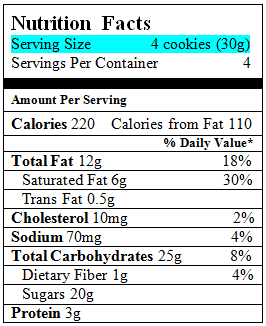 Nutrition Facts
Serving Size 4 cookies (30g)
Servings Per Container 4
Amount Per Serving
Calories 220 Calories from Fat 110
% Daily Value*
Total Fat 12g 18%
Saturated Fat 6g 30%
Trans Fat 0.5g
Cholesterol 10mg 2%
Sodium 70mg 4%
Total Carbohydrates 25g 8%
Dietary Fiber 1g 4%
Sugars 20g
Protein 3g